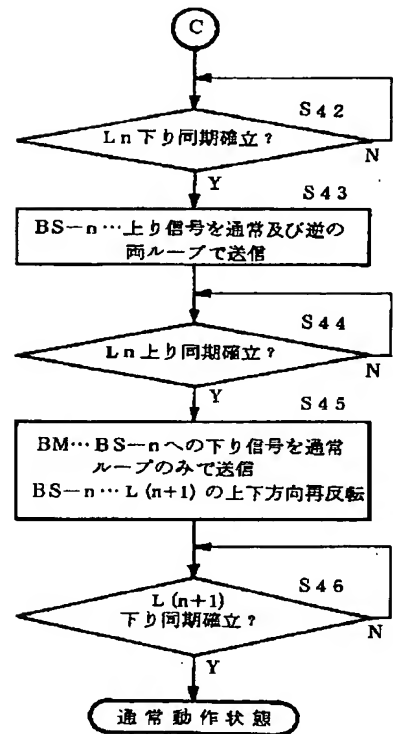 C
S42
Ln下り同期確立?
N
Y
S43
BS-n…上り信号を通常及び逆の
両ループで送信
S44
Ln上り同期確立?
N
Y
S45
BM…BS-nへの下り信号を通常
ループのみで送信
BS-n…L(n+1)の上下方向再反転
S46
L(n+1)
下り同期確立?
N
Y
通常動作状態